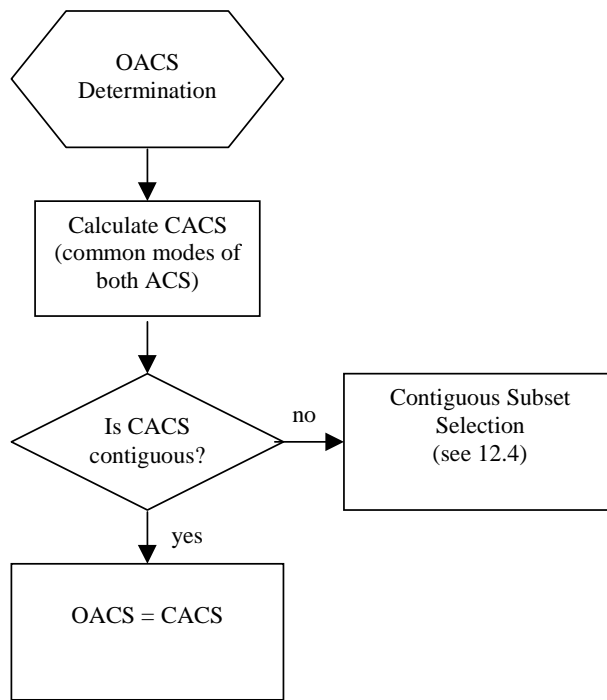 OACS
Determination
Calculate CACS
(common modes of
both ACS)
Is CACS
contiguous?
no
Contiguous Subset
Selection
(see 12.4)
yes
OACS = CACS